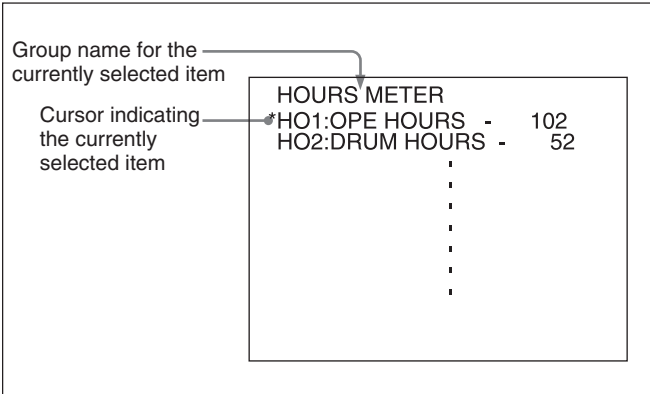 Group name for the
currently selected item
Cursor indicating
the currently
selected item
HOURS METER
*HO1:OPE HOURS - 102
HO2:DRUM HOURS - 52